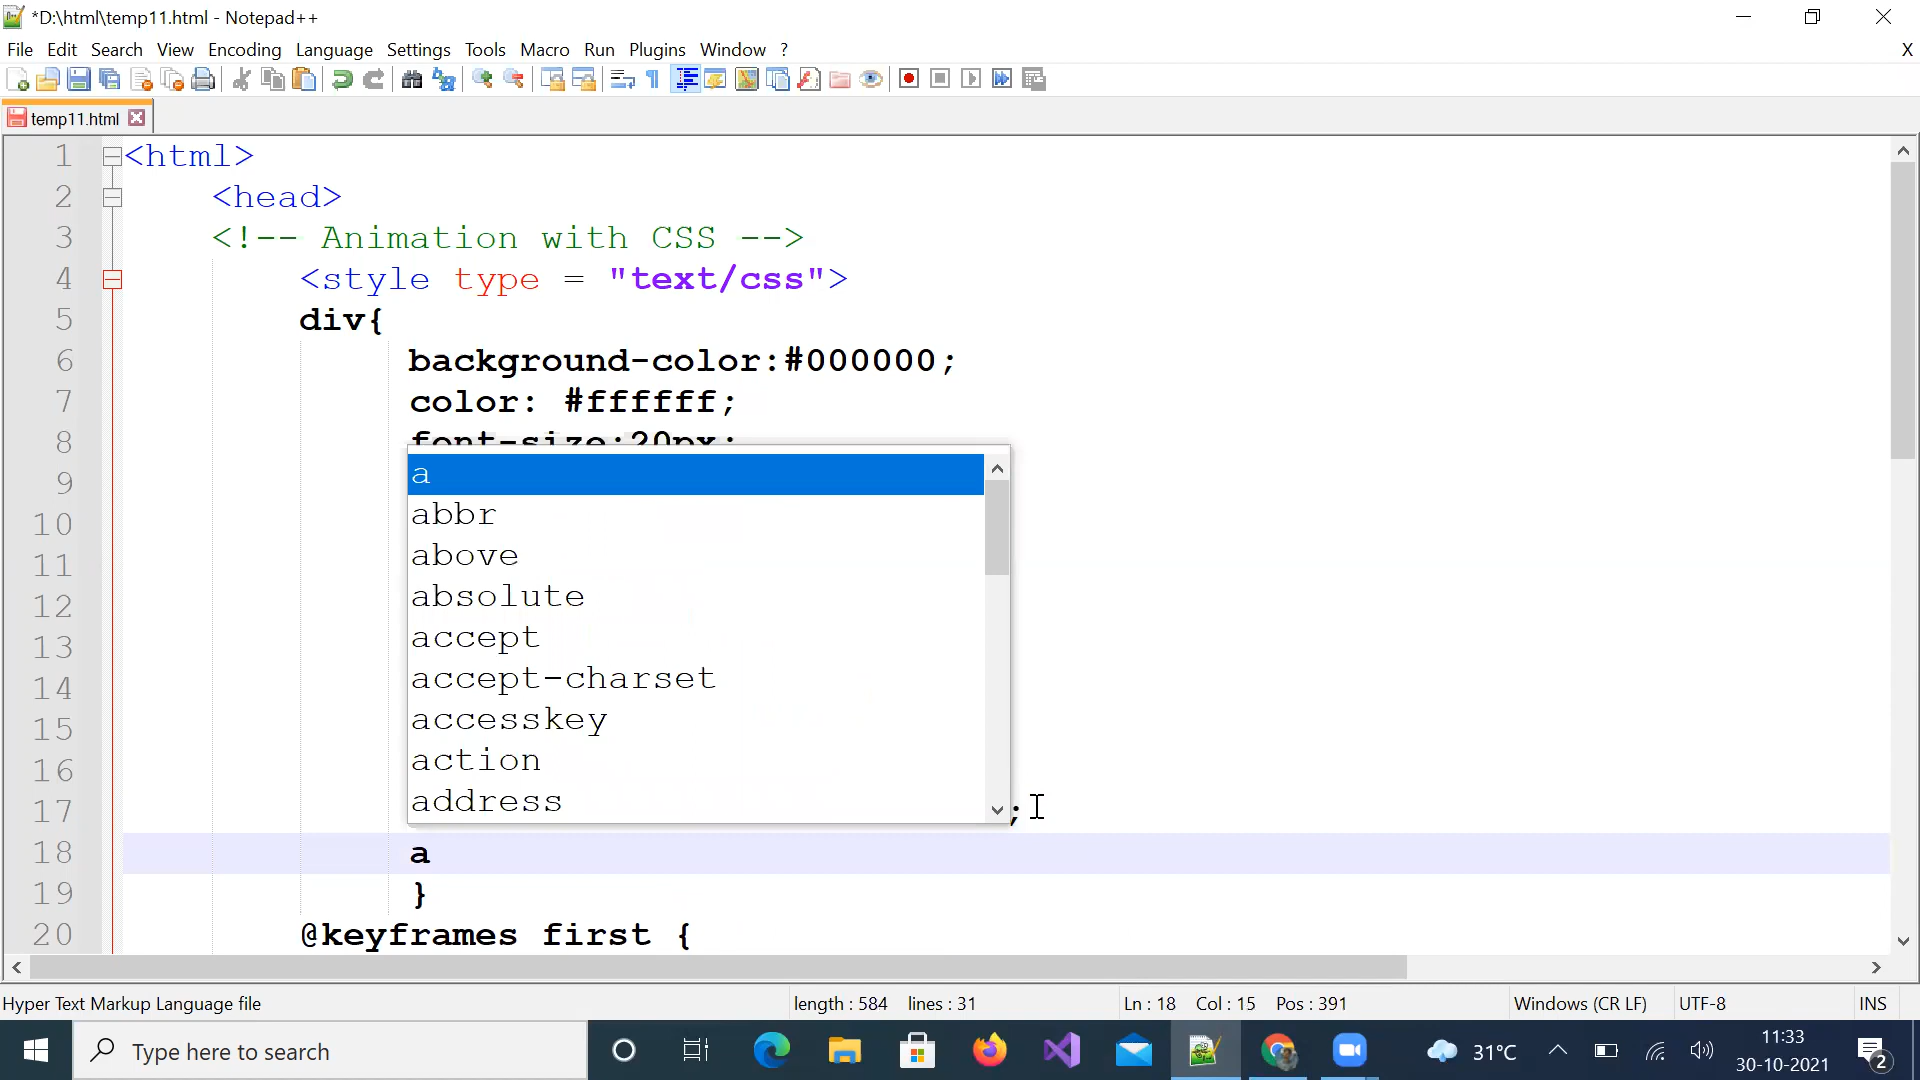 *D:\html\temp11.html - Notepad++
File Edit Search View Encoding Language Settings Tools Macro Run Plugins Window ? X
temp11.html
1 <html>
2 <head>
3 <!-- Animation with CSS -->
4 <style type = "text/css">
5 div{
6 background-color:#000000;
7 color: #ffffff;
8 font-size:20px;
9 a
10 abbr
11 above
12 absolute
13 accept
14 accept-charset
15 accesskey
16 action
17 address ;
18 a
19 }
20 @keyframes first {
Hyper Text Markup Language file length : 584 lines : 31 Ln : 18 Col : 15 Pos : 391 Windows (CR LF) UTF-8 INS
Type here to search 31°C 11:33
30-10-2021 2